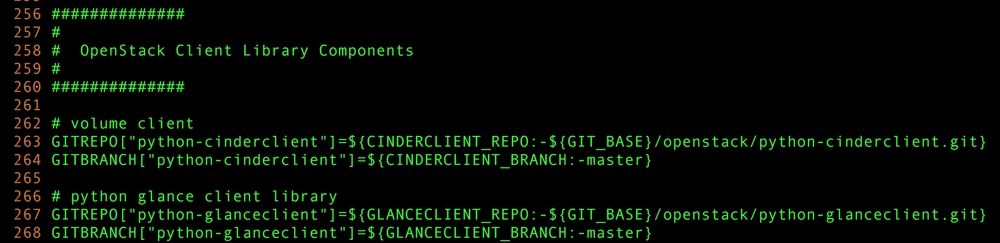 256 ##############
257 #
258 #  OpenStack Client Library Components
259 #
260 ##############
261
262 # volume client
263 GITREPO["python-cinderclient"]=${CINDERCLIENT_REPO:-${GIT_BASE}/openstack/python-cinderclient.git}
264 GITBRANCH["python-cinderclient"]=${CINDERCLIENT_BRANCH:-master}
265
266 # python glance client library
267 GITREPO["python-glanceclient"]=${GLANCECLIENT_REPO:-${GIT_BASE}/openstack/python-glanceclient.git}
268 GITBRANCH["python-glanceclient"]=${GLANCECLIENT_BRANCH:-master}